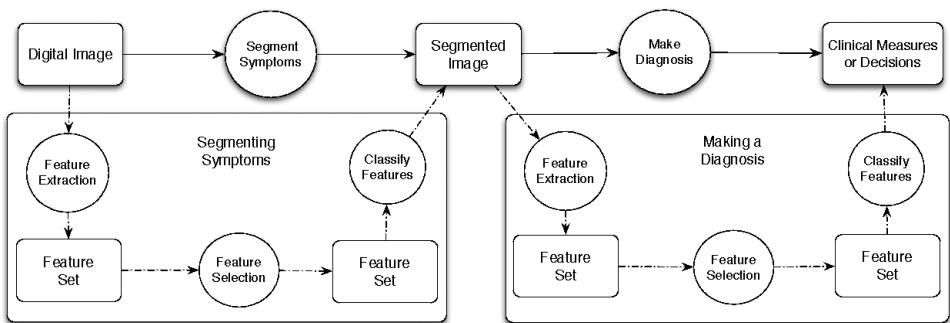 Digital Image
Segment
Symptoms
Segmented
Image
Make
Diagnosis
Clinical Measures
or Decisions
Segmenting
Symptoms
Feature
Extraction
Classify
Features
Feature
Set
Feature
Selection
Feature
Set
Making a
Diagnosis
Feature
Extraction
Classify
Features
Feature
Set
Feature
Selection
Feature
Set